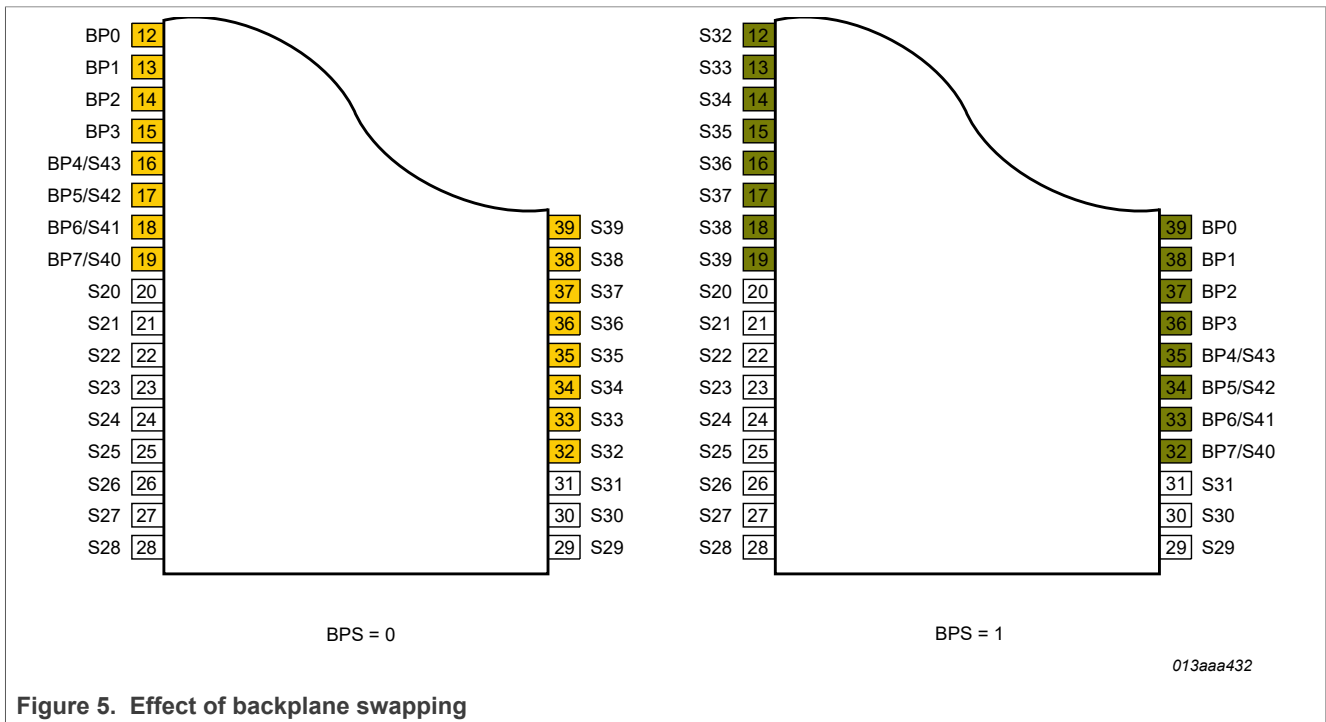 BP0 12
BP1 13
BP2 14
BP3 15
BP4/S43 16
BP5/S42 17
BP6/S41 18
BP7/S40 19
S20 20
S21 21
S22 22
S23 23
S24 24
S25 25
S26 26
S27 27
S28 28
39 S39
38 S38
37 S37
36 S36
35 S35
34 S34
33 S33
32 S32
31 S31
30 S30
29 S29
BPS = 0
S32 12
S33 13
S34 14
S35 15
S36 16
S37 17
S38 18
S39 19
S20 20
S21 21
S22 22
S23 23
S24 24
S25 25
S26 26
S27 27
S28 28
39 BP0
38 BP1
37 BP2
36 BP3
35 BP4/S43
34 BP5/S42
33 BP6/S41
32 BP7/S40
31 S31
30 S30
29 S29
BPS = 1
013aaa432
Figure 5. Effect of backplane swapping